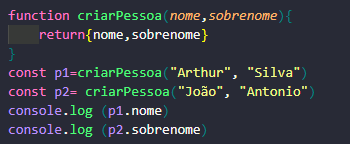 function criarPessoa(nome,sobrenome){
    return{nome,sobrenome}
}
const p1=criarPessoa("Arthur", "Silva")
const p2= criarPessoa("João", "Antonio")
console.log (p1.nome)
console.log (p2.sobrenome)